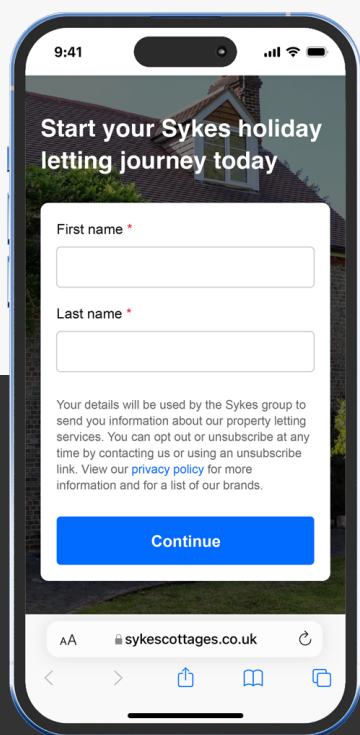 9:41
Start your Sykes holiday
letting journey today
First name *
Last name *
Your details will be used by the Sykes group to
send you information about our property letting
services. You can opt out or unsubscribe at any
time by contacting us or using an unsubscribe
link. View our privacy policy for more
information and for a list of our brands.
Continue
AA sykescottages.co.uk